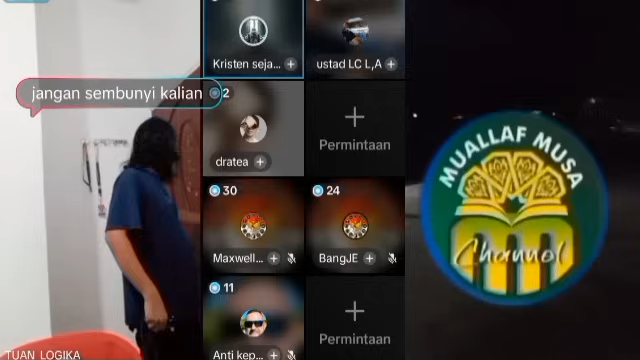 Kristen seja...
ustad LC L,A
jangan sembunyi kalian
2
dratea
Permintaan
30
24
Maxwell...
BangJE
11
Anti kep...
Permintaan
TUAN LOGIKA
MUALLAF MUSA
Channel